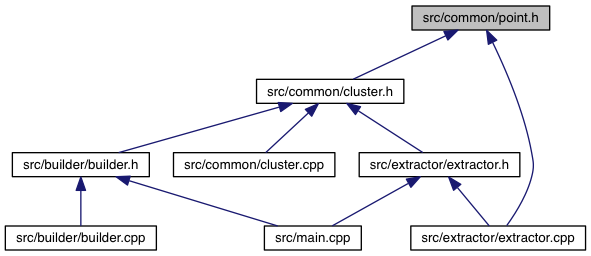 src/common/point.h
src/common/cluster.h
src/builder/builder.h
src/common/cluster.cpp
src/extractor/extractor.h
src/builder/builder.cpp
src/main.cpp
src/extractor/extractor.cpp